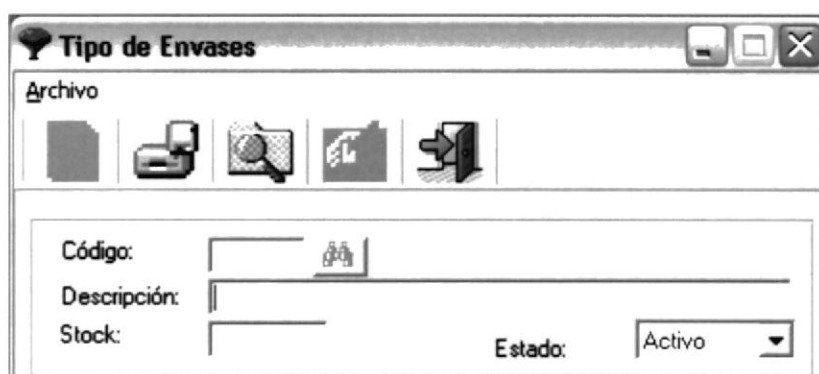 Tipo de Envases
Archivo
Código:
Descripción:
Stock:
Estado: Activo